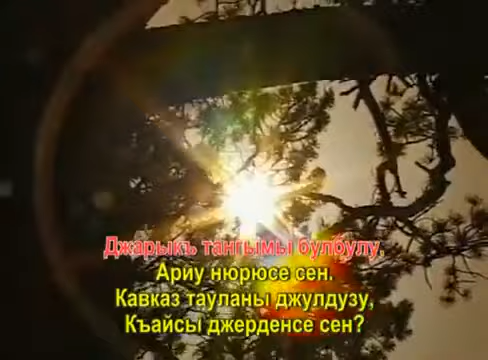 Джарыкъ тангымы булбулу,
Ариу нюрюсе сен.
Кавказ тауланы джулдузу,
Къайсы джерденсе сен?